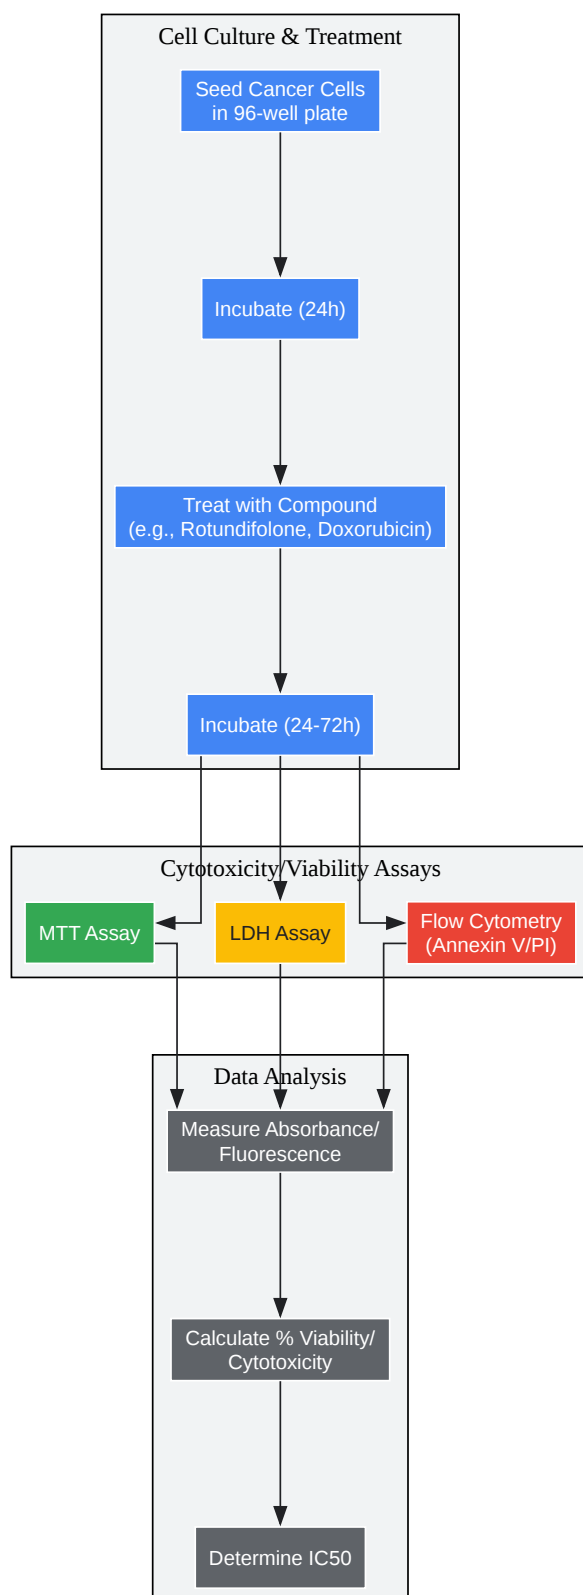 Cell Culture & Treatment
Seed Cancer Cells
in 96-well plate
Incubate (24h)
Treat with Compound
(e.g., Rotundifolone, Doxorubicin)
Incubate (24-72h)
Cytotoxicity/Viability Assays
MTT Assay
LDH Assay
Flow Cytometry
(Annexin V/PI)
Data Analysis
Measure Absorbance/
Fluorescence
Calculate % Viability/
Cytotoxicity
Determine IC50